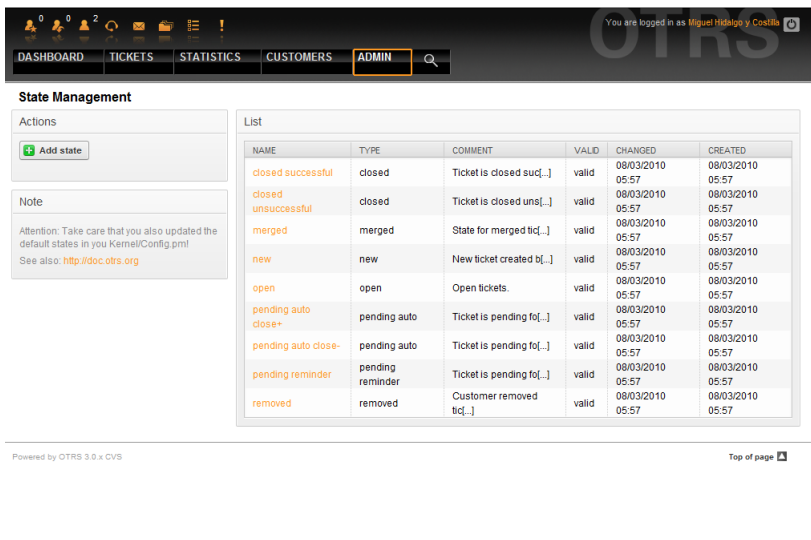 0 0 2
You are logged in as Miguel Hidalgo y Costilla
OTRS
DASHBOARD TICKETS STATISTICS CUSTOMERS ADMIN
State Management
Actions
Add state
Note
Attention: Take care that you also updated the
default states in you Kernel/Config.pm!
See also: http://doc.otrs.org
List
NAME TYPE COMMENT VALID CHANGED CREATED
closed successful closed Ticket is closed suc[...] valid 08/03/2010 08/03/2010
05:57 05:57
closed 08/03/2010 08/03/2010
unsuccessful closed Ticket is closed uns[...] valid 05:57 05:57
merged merged State for merged tic[...] valid 08/03/2010 08/03/2010
05:57 05:57
new new New ticket created b[...] valid 08/03/2010 08/03/2010
05:57 05:57
open open Open tickets. valid 08/03/2010 08/03/2010
05:57 05:57
pending auto pending auto Ticket is pending fo[...] valid 08/03/2010 08/03/2010
close+ 05:57 05:57
pending auto close- pending auto Ticket is pending fo[...] valid 08/03/2010 08/03/2010
05:57 05:57
pending reminder pending Ticket is pending fo[...] valid 08/03/2010 08/03/2010
reminder 05:57 05:57
removed removed Customer removed valid 08/03/2010 08/03/2010
tic[...] 05:57 05:57
Powered by OTRS 3.0.x CVS
Top of page